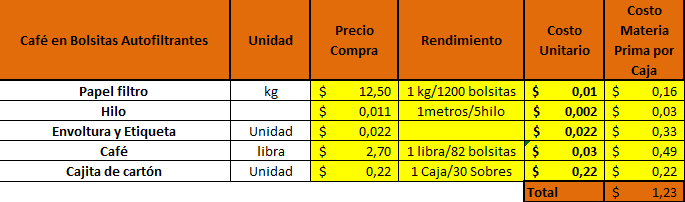 Café en Bolsitas Autofiltrantes Unidad Precio Compra Rendimiento Costo Unitario Costo Materia Prima por Caja
Papel filtro kg $ 12,50 1 kg/1200 bolsitas $ 0,01 $ 0,16
Hilo $ 0,011 1metros/5hilo $ 0,002 $ 0,03
Envoltura y Etiqueta Unidad $ 0,022 $ 0,022 $ 0,33
Café libra $ 2,70 1 libra/82 bolsitas $ 0,03 $ 0,49
Cajita de cartón Unidad $ 0,22 1 Caja/30 Sobres $ 0,22 $ 0,22
Total $ 1,23